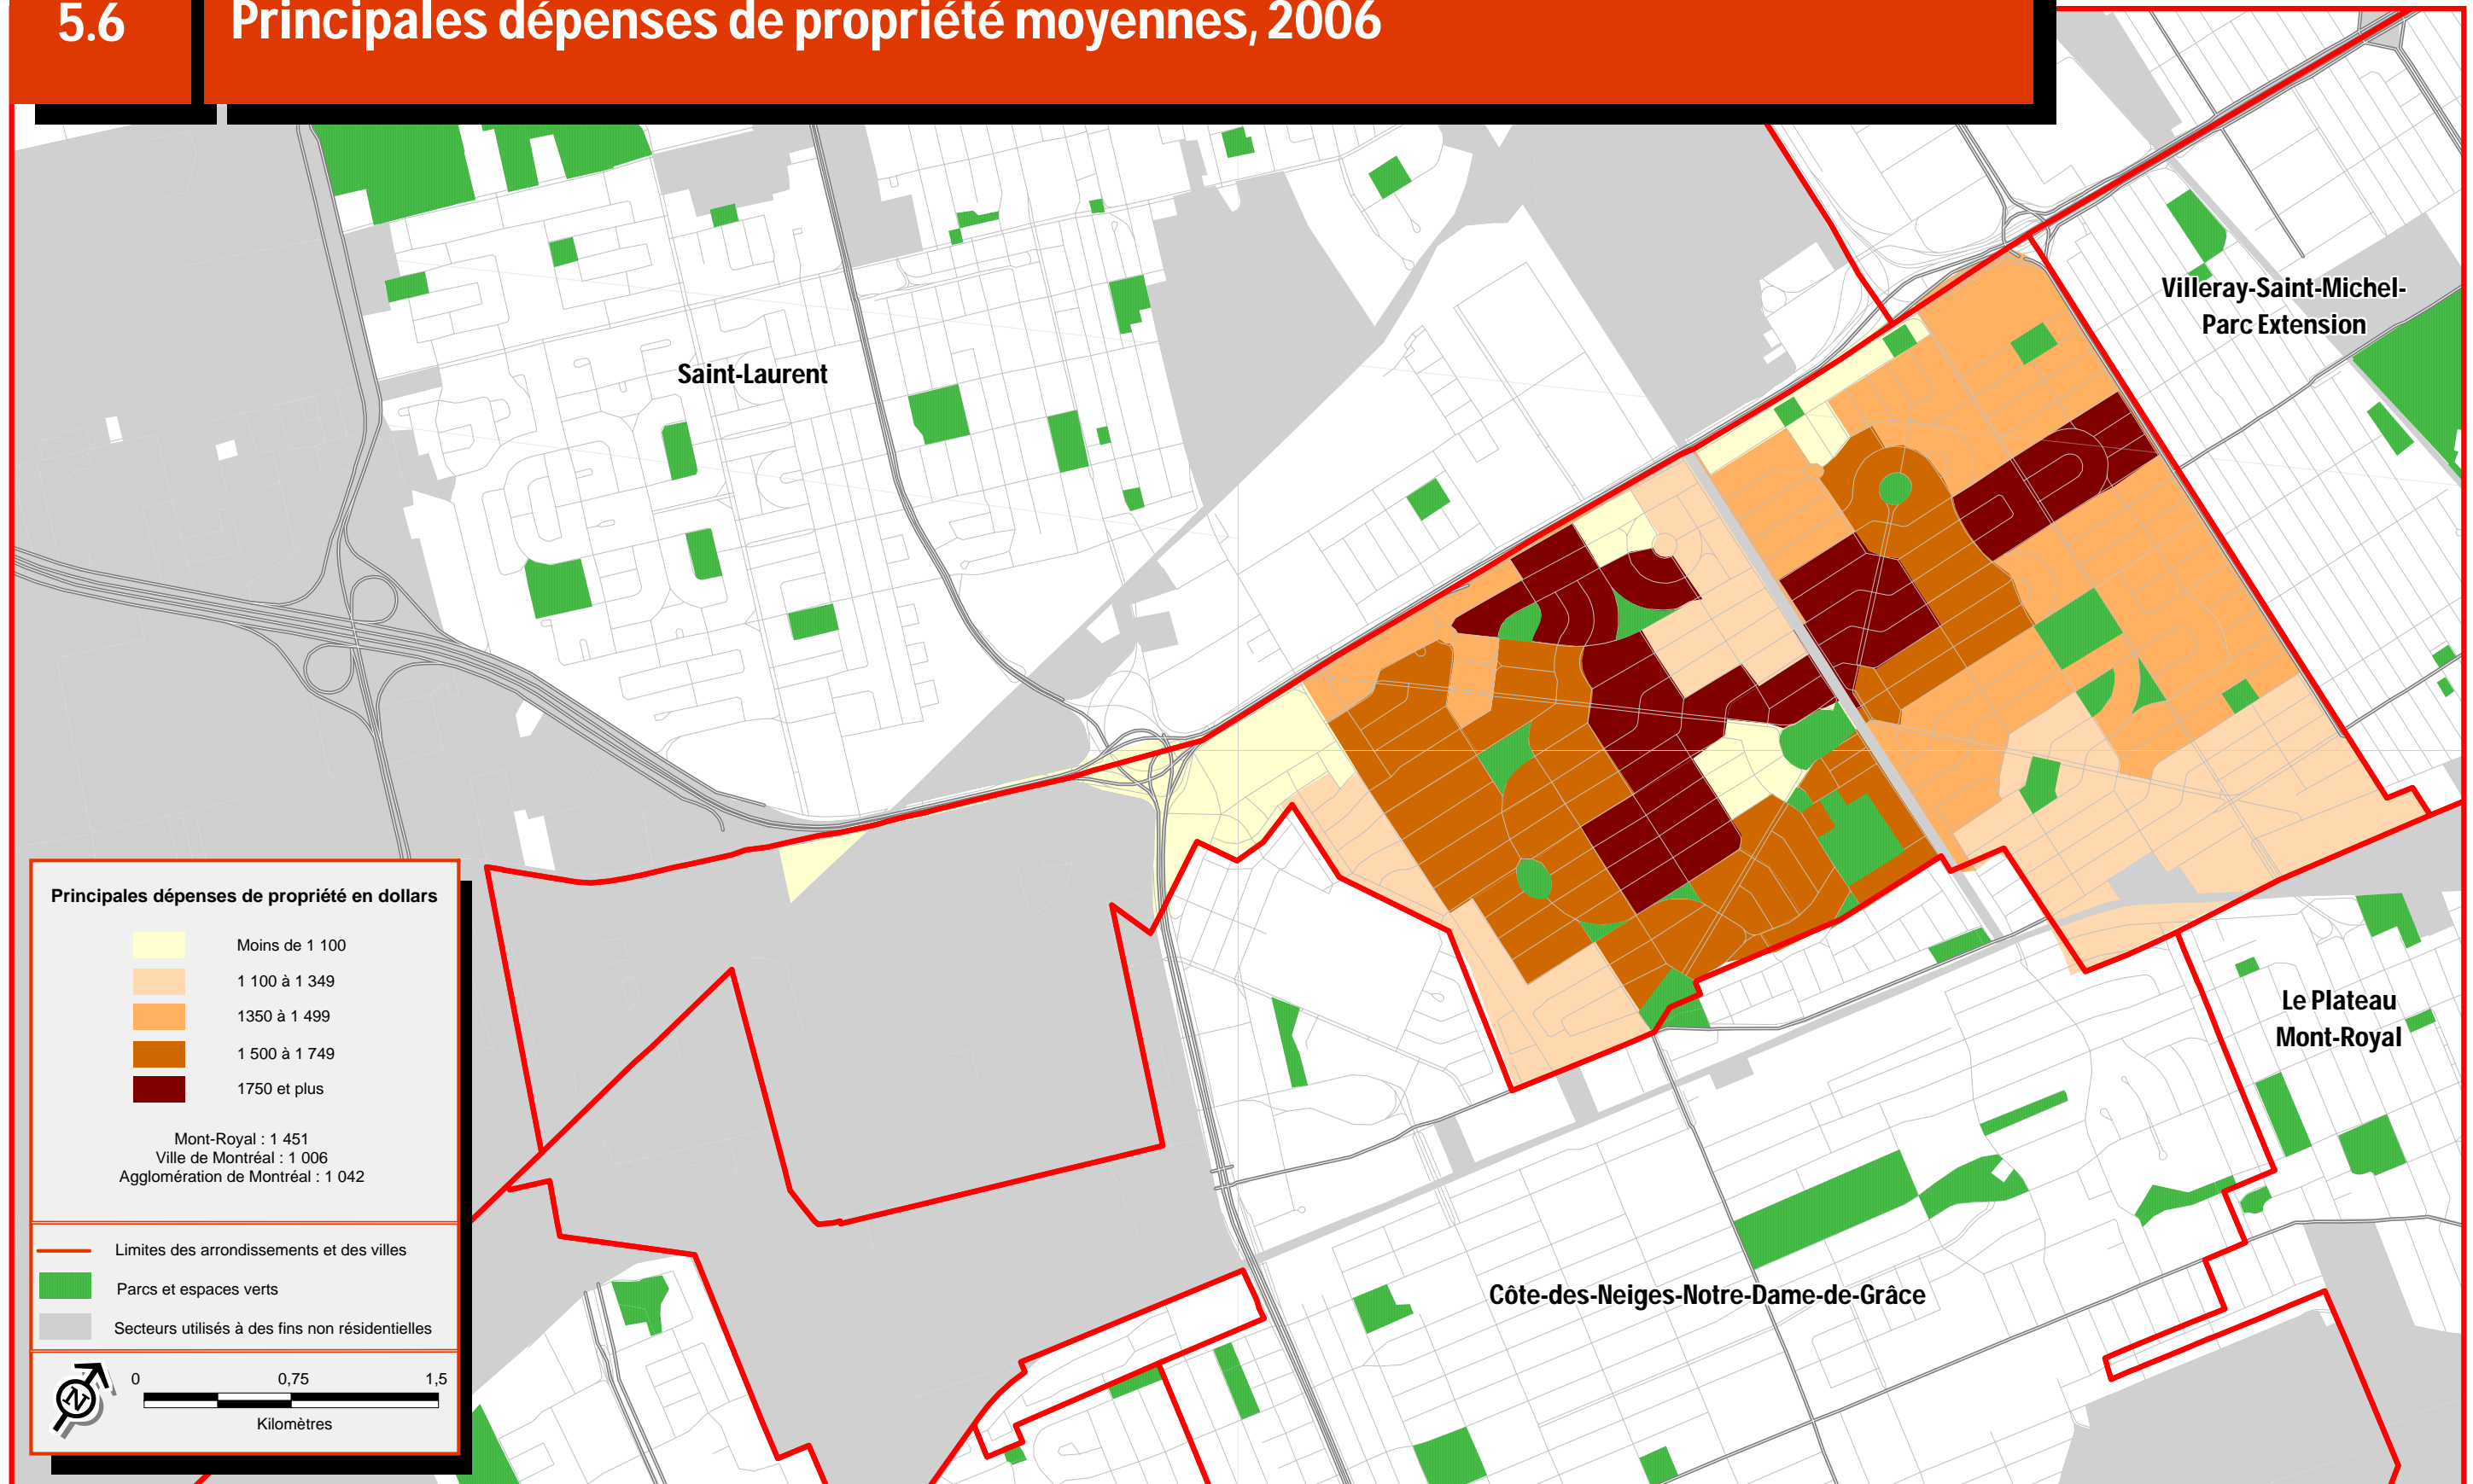 5.6
Principales dépenses de propriété moyennes, 2006
Saint-Laurent
Villeray-Saint-Michel-
Parc Extension
Le Plateau
Mont-Royal
Côte-des-Neiges-Notre-Dame-de-Grâce
Principales dépenses de propriété en dollars
Moins de 1 100
1 100 à 1 349
1350 à 1 499
1 500 à 1 749
1750 et plus
Mont-Royal : 1 451
Ville de Montréal : 1 006
Agglomération de Montréal : 1 042
Limites des arrondissements et des villes
Parcs et espaces verts
Secteurs utilisés à des fins non résidentielles
N
0 0,75 1,5
Kilomètres